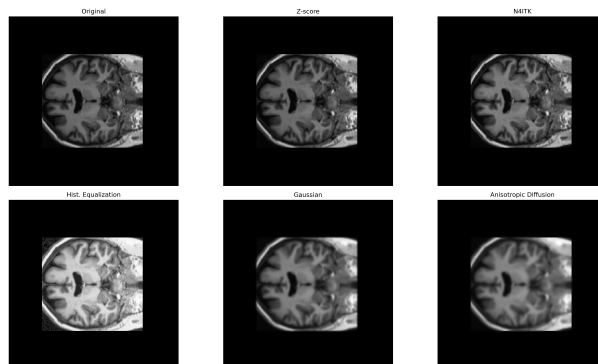 Original
Z-score
N4ITK
Hist. Equalization
Gaussian
Anisotropic Diffusion